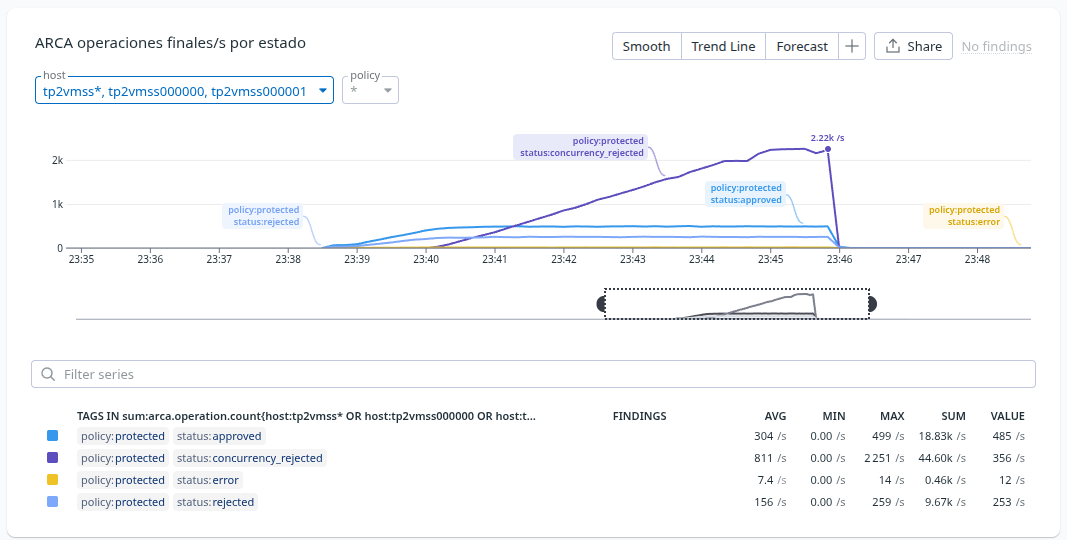 ARCA operaciones finales/s por estado
Smooth Trend Line Forecast + Share No findings
host policy
tp2vmss*, tp2vmss000000, tp2vmss000001 *
2.22k /s
policy:protected
status:concurrency_rejected
2k
policy:protected
status:approved
1k
policy:protected
status:rejected
policy:protected
status:error
0
23:35 23:36 23:37 23:38 23:39 23:40 23:41 23:42 23:43 23:44 23:45 23:46 23:47 23:48
Filter series
TAGS IN sum:arca.operation.count{host:tp2vmss* OR host:tp2vmss000000 OR host:t... FINDINGS AVG MIN MAX SUM VALUE
policy:protected status:approved 304 /s 0.00 /s 499 /s 18.83k /s 485 /s
policy:protected status:concurrency_rejected 811 /s 0.00 /s 2 251 /s 44.60k /s 356 /s
policy:protected status:error 7.4 /s 0.00 /s 14 /s 0.46k /s 12 /s
policy:protected status:rejected 156 /s 0.00 /s 259 /s 9.67k /s 253 /s